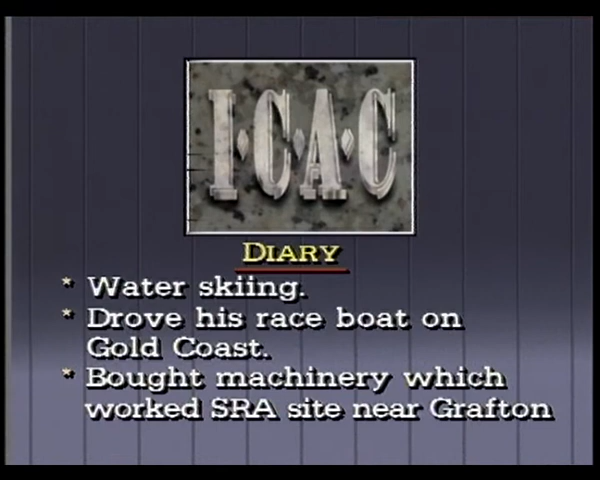 I·C·A·C
DIARY
* Water skiing.
* Drove his race boat on
Gold Coast.
* Bought machinery which
worked SRA site near Grafton